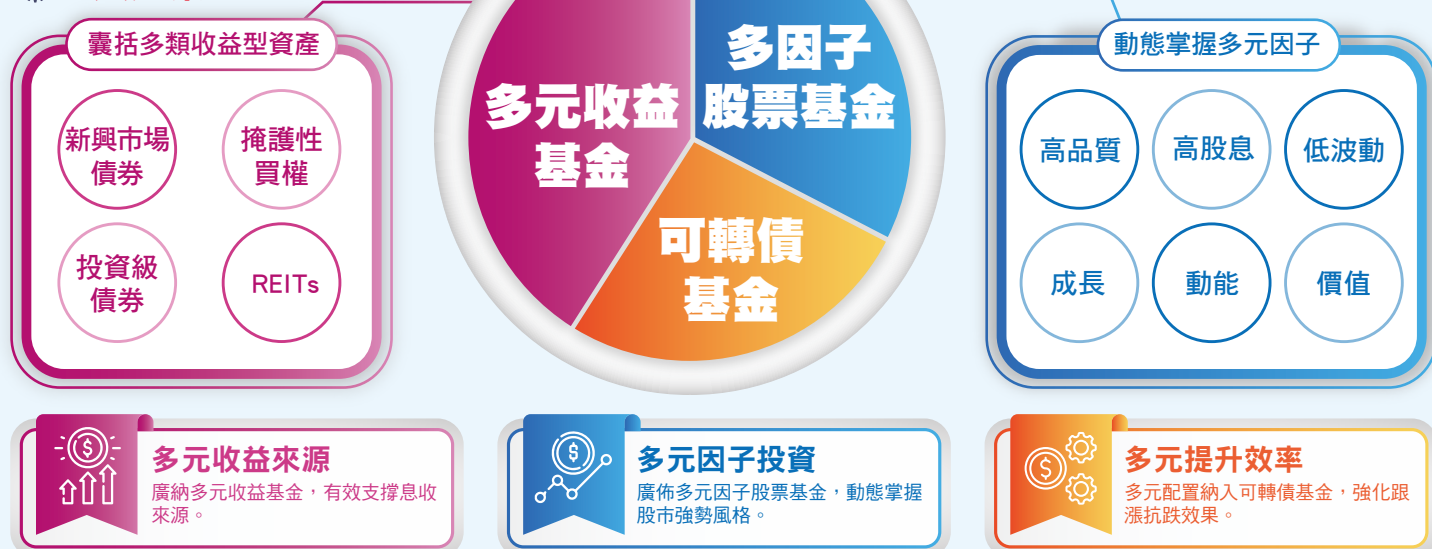 囊括多類收益型資產
新興市場
債券
掩護性
買權
投資級
債券
REITs
多元收益
基金
多因子
股票基金
可轉債
基金
動態掌握多元因子
高品質
高股息
低波動
成長
動能
價值
多元收益來源
廣納多元收益基金，有效支撐息收
來源。
多元因子投資
廣佈多元因子股票基金，動態掌握
股市強勢風格。
多元提升效率
多元配置納入可轉債基金，強化跟
漲抗跌效果。